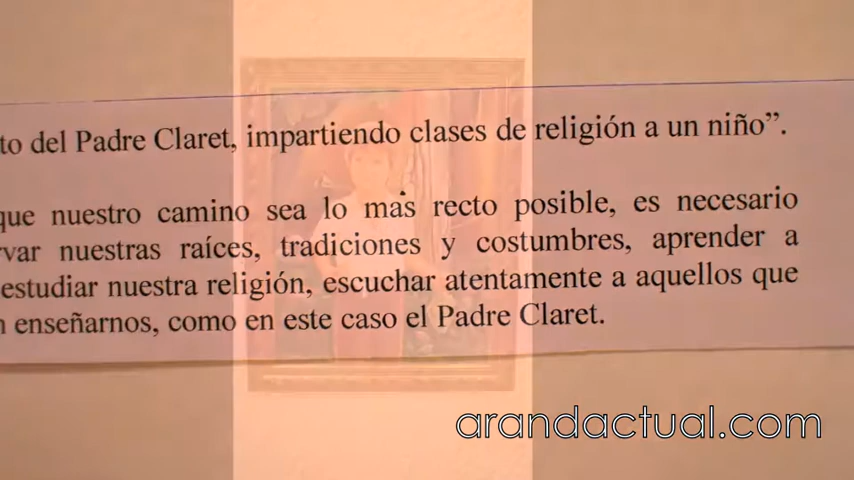 to del Padre Claret, impartiendo clases de religión a un niño”.
que nuestro camino sea lo más recto posible, es necesario
var nuestras raíces, tradiciones y costumbres, aprender a
estudiar nuestra religión, escuchar atentamente a aquellos que
enseñarnos, como en este caso el Padre Claret.
arandactual.com